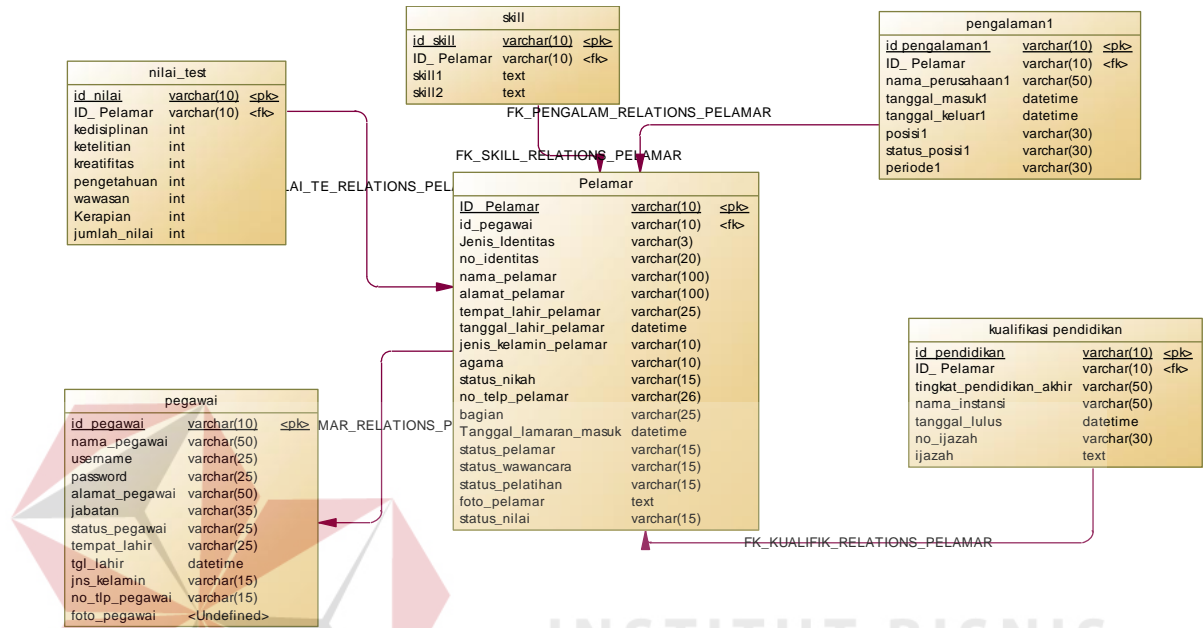 skill
id_skill varchar(10) <pk>
ID_ Pelamar varchar(10) <fk>
skill1 text
skill2 text
pengalaman1
id pengalaman1 varchar(10) <pk>
ID_ Pelamar varchar(10) <fk>
nama_perusahaan1 varchar(50)
tanggal_masuk1 datetime
tanggal_keluar1 datetime
posisi1 varchar(30)
status_posisi1 varchar(30)
periode1 varchar(30)
nilai_test
id_nilai varchar(10) <pk>
ID_ Pelamar varchar(10) <fk>
kedisiplinan int
ketelitian int
kreatifitas int
pengetahuan int
wawasan int
Kerapian int
jumlah_nilai int
FK_PENGALAM_RELATIONS_PELAMAR
FK_SKILL_RELATIONS_PELAMAR
LAI_TE_RELATIONS_PEL
Pelamar
ID_ Pelamar varchar(10) <pk>
id_pegawai varchar(10) <fk>
Jenis_Identitas varchar(3)
no_identitas varchar(20)
nama_pelamar varchar(100)
alamat_pelamar varchar(100)
tempat_lahir_pelamar varchar(25)
tanggal_lahir_pelamar datetime
jenis_kelamin_pelamar varchar(10)
agama varchar(10)
status_nikah varchar(15)
no_telp_pelamar varchar(26)
bagian varchar(25)
Tanggal_lamaran_masuk datetime
status_pelamar varchar(15)
status_wawancara varchar(15)
status_pelatihan varchar(15)
foto_pelamar text
status_nilai varchar(15)
kualifikasi pendidikan
id_pendidikan varchar(10) <pk>
ID_ Pelamar varchar(10) <fk>
tingkat_pendidikan_akhir varchar(50)
nama_instansi varchar(50)
tanggal_lulus datetime
no_ijazah varchar(30)
ijazah text
pegawai
id_pegawai varchar(10) <pk>
nama_pegawai varchar(50)
username varchar(25)
password varchar(25)
alamat_pegawai varchar(50)
jabatan varchar(35)
status_pegawai varchar(25)
tempat_lahir varchar(25)
tgl_lahir datetime
jns_kelamin varchar(15)
no_tlp_pegawai varchar(15)
foto_pegawai <Undefined>
MAR_RELATIONS_P
FK_KUALIFIK_RELATIONS_PELAMAR
INSTITUT BISNIS